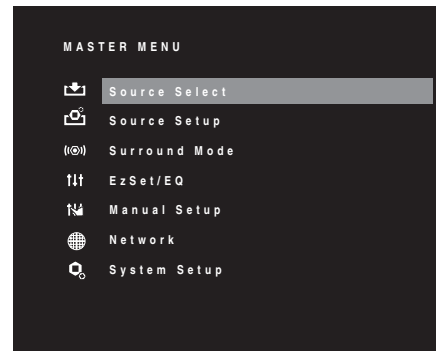 MASTER MENU
Source Select
Source Setup
Surround Mode
EzSet/EQ
Manual Setup
Network
System Setup